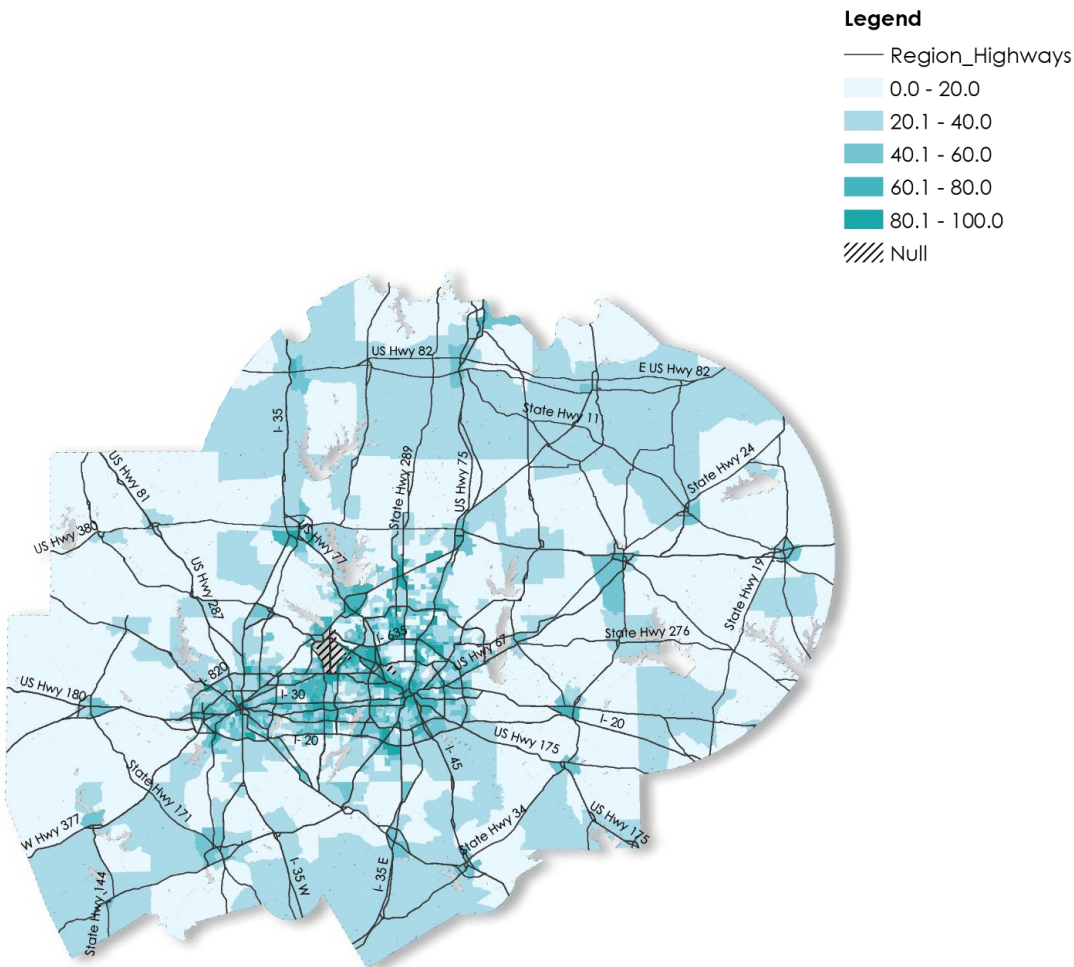 Legend
Region_Highways
0.0 - 20.0
20.1 - 40.0
40.1 - 60.0
60.1 - 80.0
80.1 - 100.0
Null
US Hwy 82
E US Hwy 82
State Hwy 11
I- 35
State Hwy 289
US Hwy 75
State Hwy 24
US Hwy 81
US Hwy 380
US Hwy 77
State Hwy 19
US Hwy 287
I- 635
State Hwy 276
US Hwy 67
I- 820
US Hwy 180
I- 30
I- 20
I- 20
US Hwy 175
I- 45
State Hwy 171
State Hwy 34
US Hwy 175
W Hwy 377
I- 35 W
I- 35 E
State Hwy 144